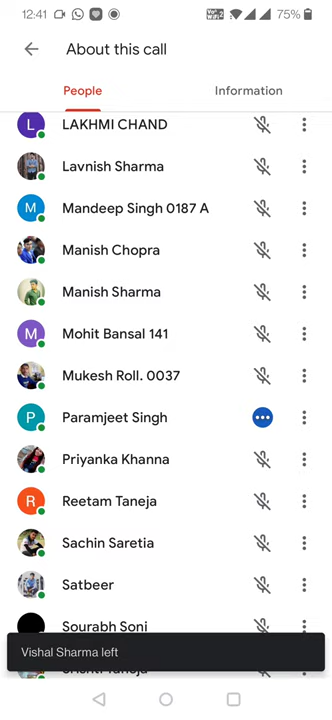 12:41
75%
About this call
People
Information
L
LAKHMI CHAND
Lavnish Sharma
M
Mandeep Singh 0187 A
Manish Chopra
Manish Sharma
M
Mohit Bansal 141
Mukesh Roll. 0037
P
Paramjeet Singh
Priyanka Khanna
R
Reetam Taneja
Sachin Saretia
Satbeer
Sourabh Soni
Vishal Sharma left